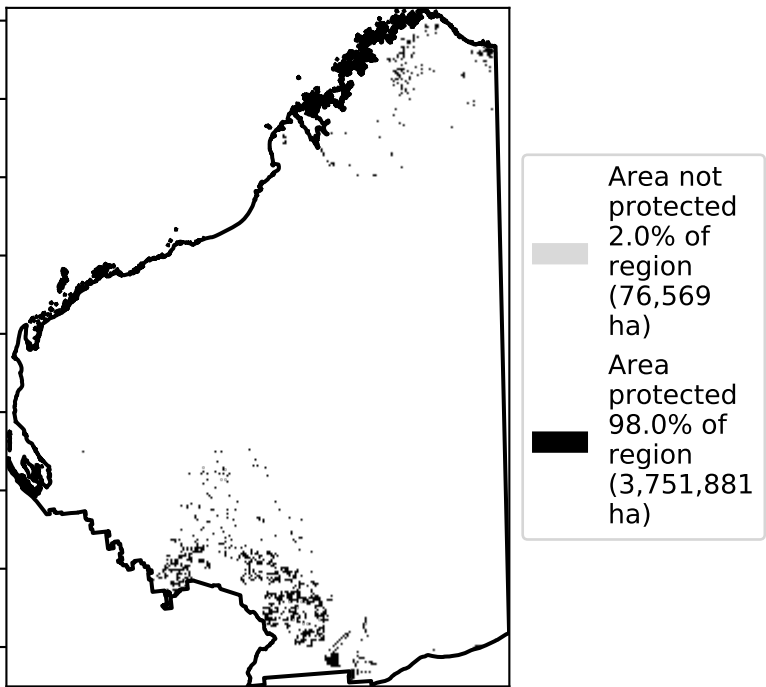 Area not
protected
2.0% of
region
(76,569
ha)
Area
protected
98.0% of
region
(3,751,881
ha)